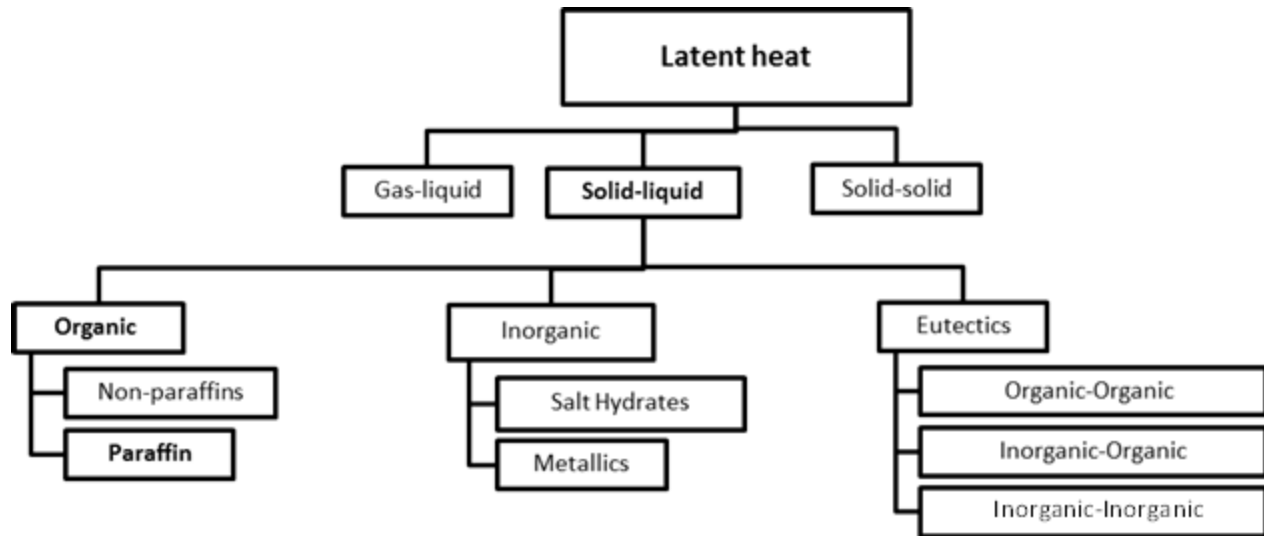 Latent heat
Gas-liquid
Solid-liquid
Solid-solid
Organic
Inorganic
Eutectics
Non-paraffins
Paraffin
Salt Hydrates
Metallics
Organic-Organic
Inorganic-Organic
Inorganic-Inorganic